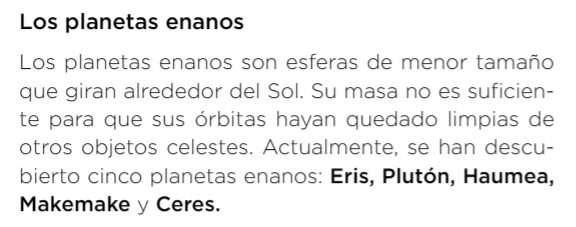 Los planetas enanos
Los planetas enanos son esferas de menor tamaño
que giran alrededor del Sol. Su masa no es suficien-
te para que sus órbitas hayan quedado limpias de
otros objetos celestes. Actualmente, se han descu-
bierto cinco planetas enanos: Eris, Plutón, Haumea,
Makemake y Ceres.